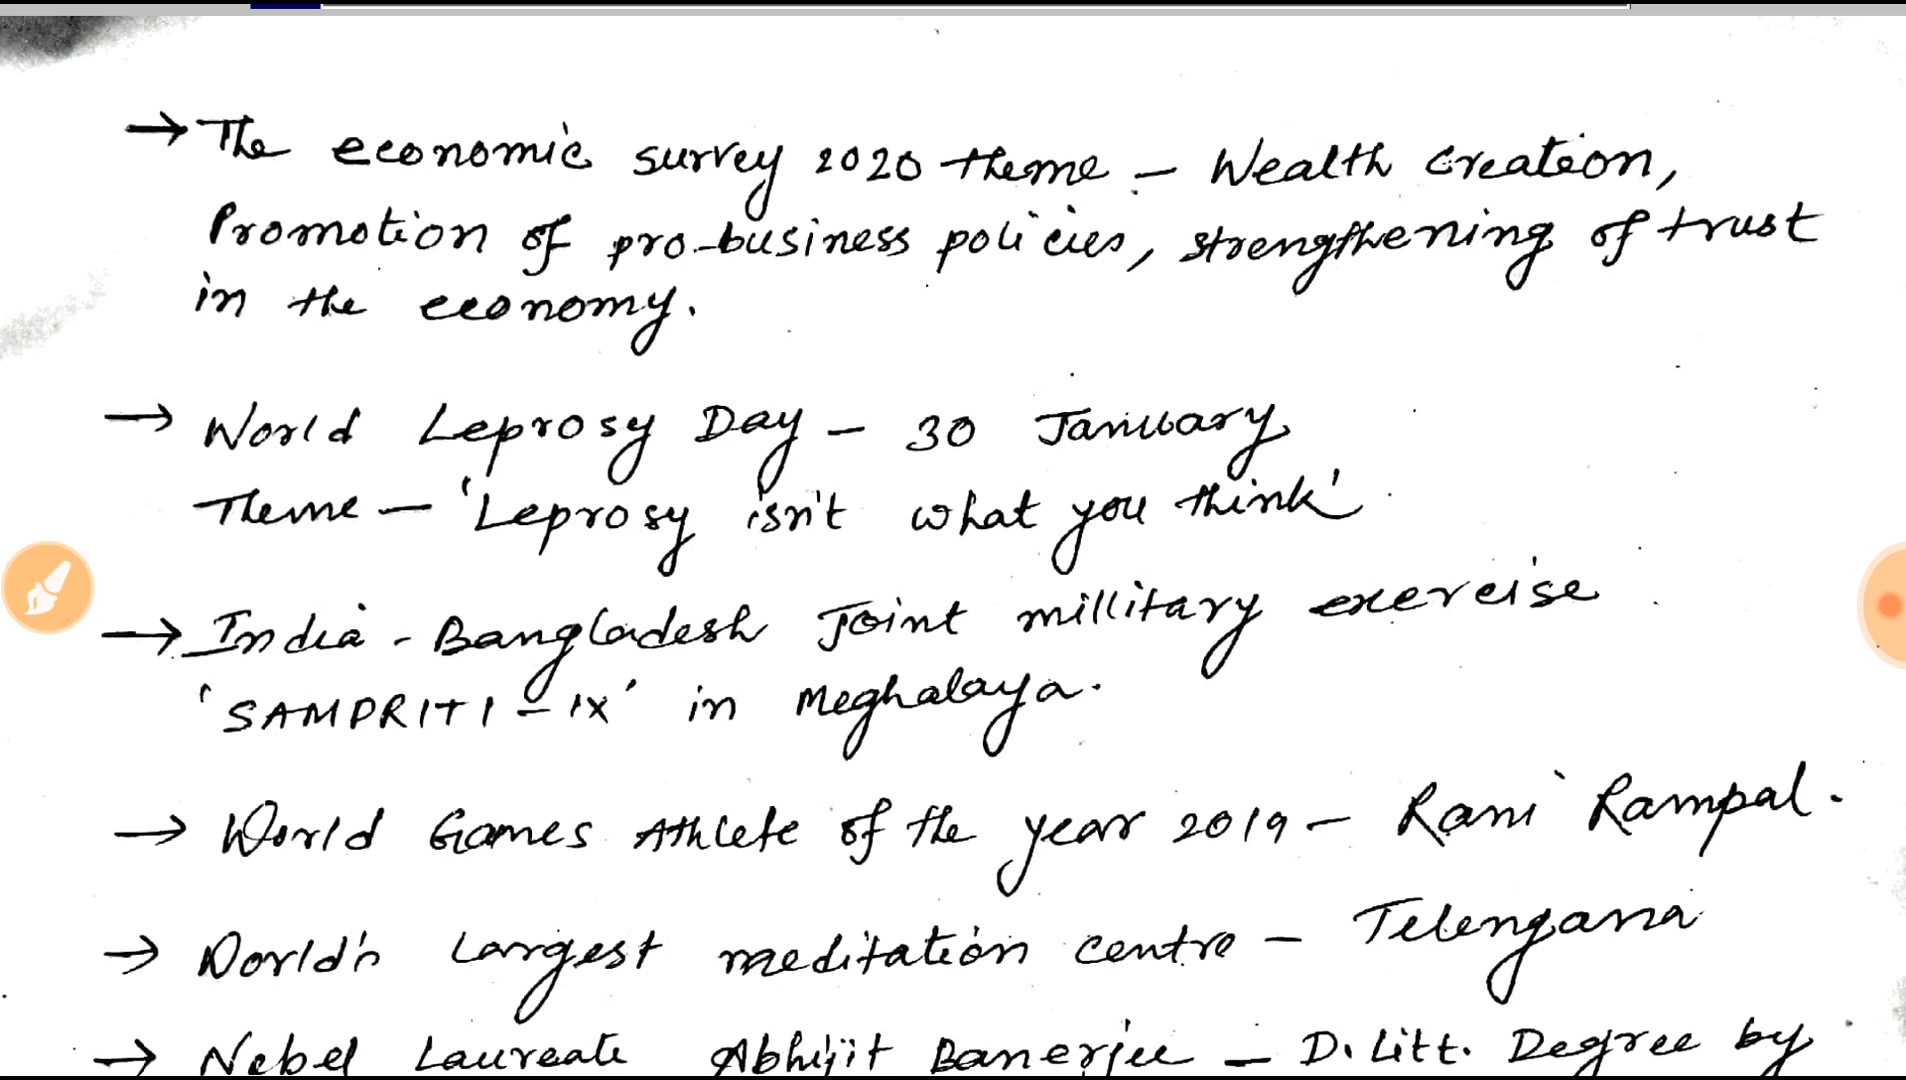 → The economic survey 2020 theme – Wealth creation,
Promotion of pro-business policies, strengthening of trust
in the economy.
→ World Leprosy Day – 30 January
Theme – 'Leprosy isn't what you think'
→ India - Bangladesh Joint millitary exercise
'SAMPRITI – IX' in Meghalaya.
→ World Games Athlete of the year 2019 – Rani Rampal.
→ World's Largest meditation centre – Telengana
→ Nobel Laureate Abhijit Banerjee – D. Litt. Degree by